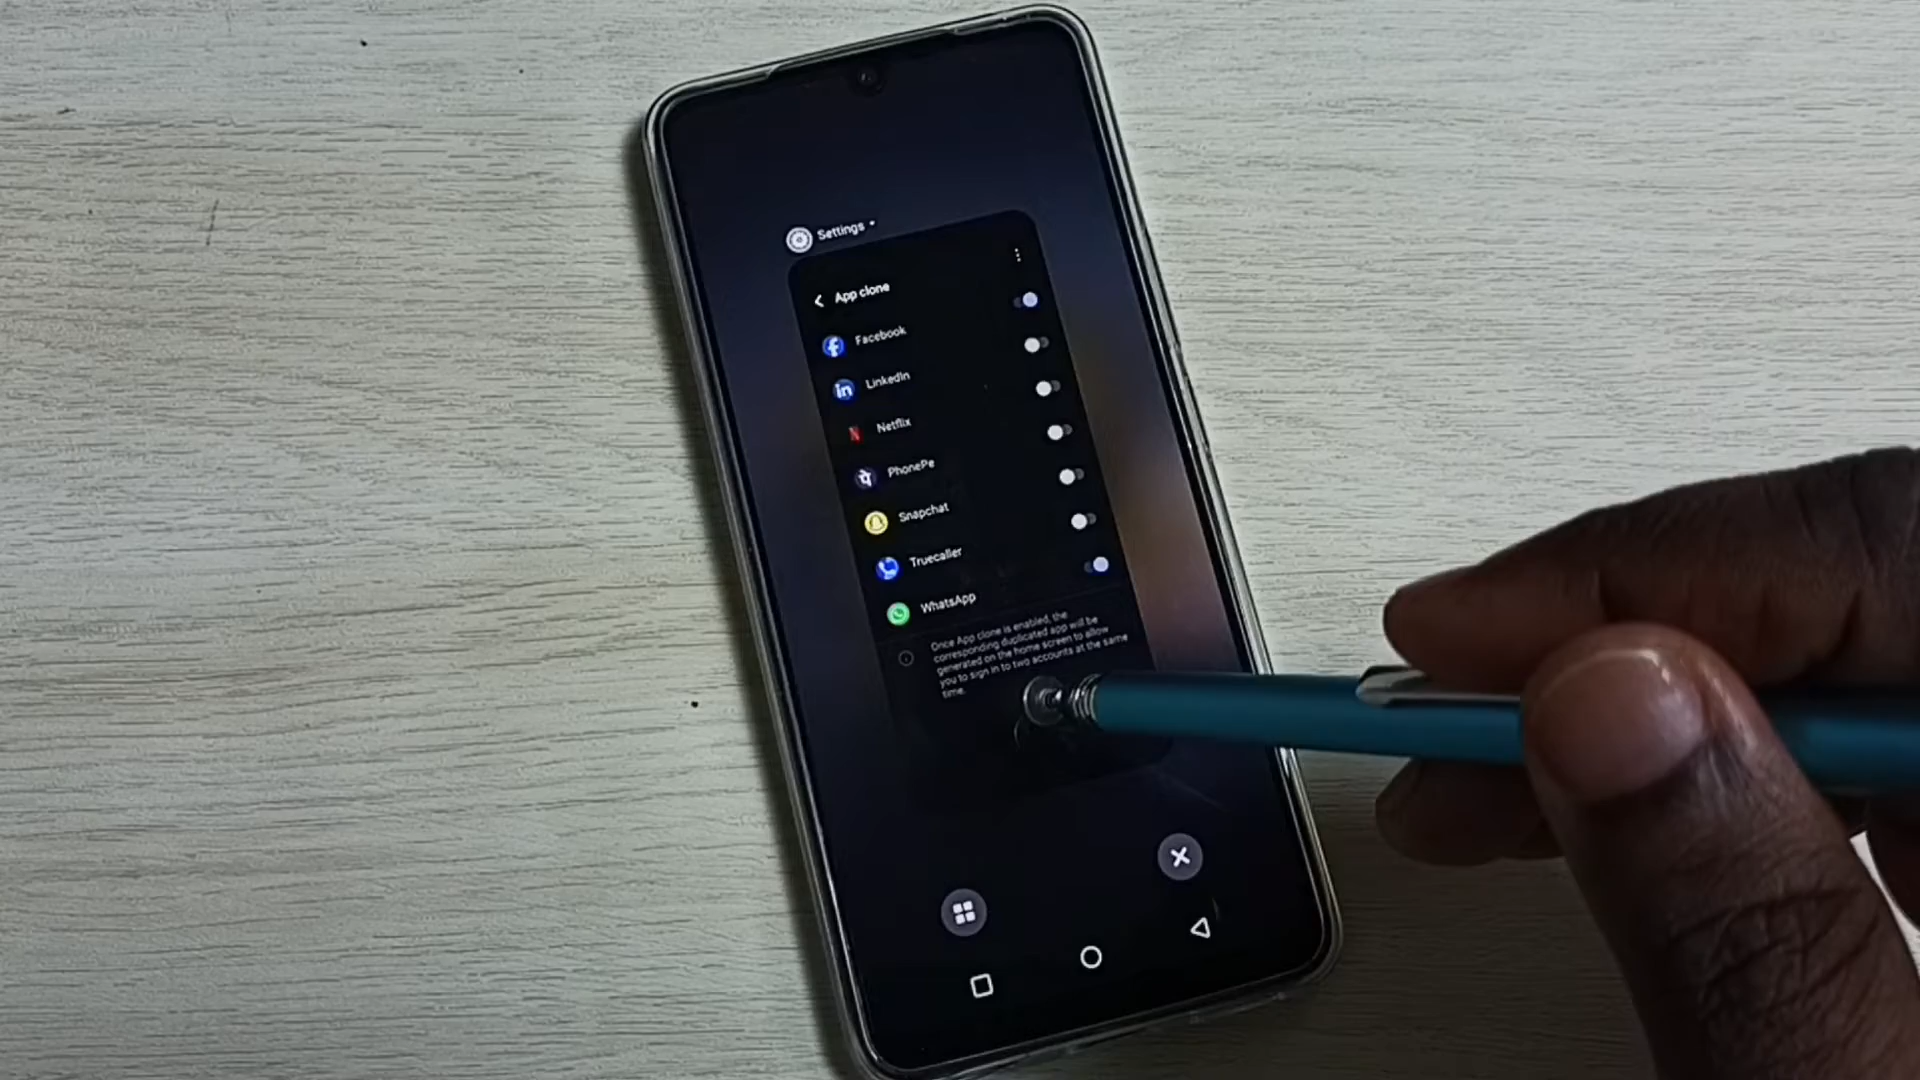 Settings
App clone
Facebook
LinkedIn
Netflix
PhonePe
Snapchat
Truecaller
WhatsApp
Once App clone is enabled, the
corresponding duplicated app will be
generated on the home screen to allow
you to sign in to two accounts at the same
time.